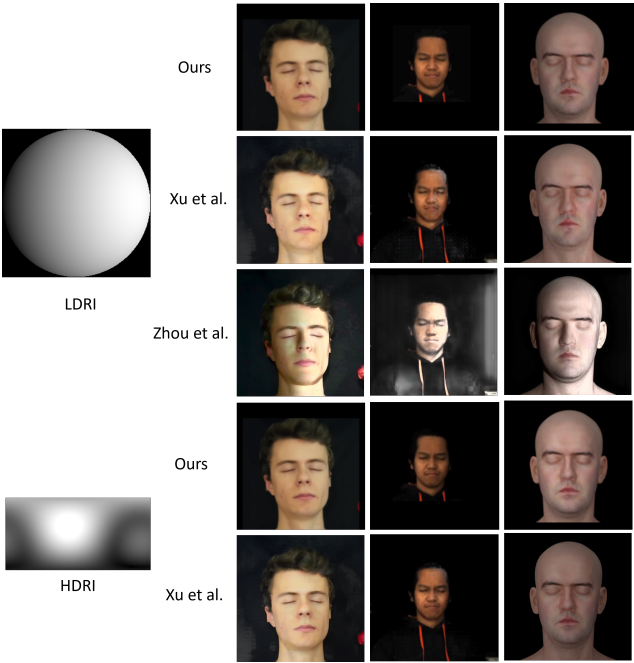 Ours
Xu et al.
LDRI
Zhou et al.
Ours
HDRI
Xu et al.